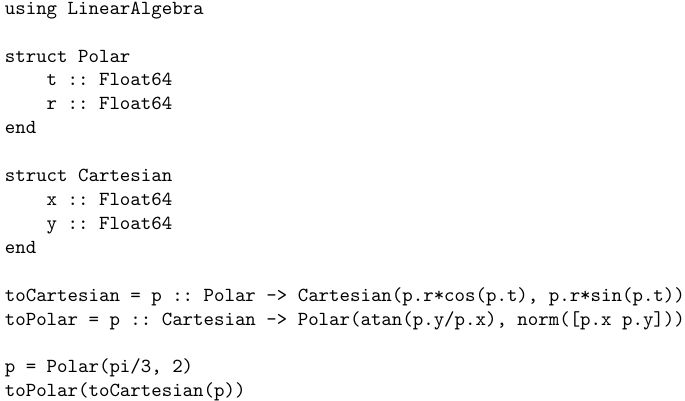 using LinearAlgebra
struct Polar
    t :: Float64
    r :: Float64
end
struct Cartesian
    x :: Float64
    y :: Float64
end
toCartesian = p :: Polar -> Cartesian(p.r*cos(p.t), p.r*sin(p.t))
toPolar = p :: Cartesian -> Polar(atan(p.y/p.x), norm([p.x p.y]))
p = Polar(pi/3, 2)
toPolar(toCartesian(p))